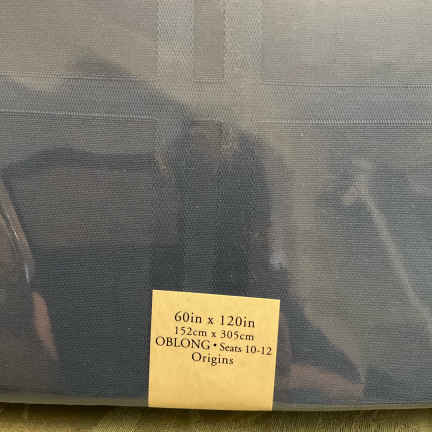 60in x 120in
152cm x 305cm
OBLONG • Seats 10-12
Origins